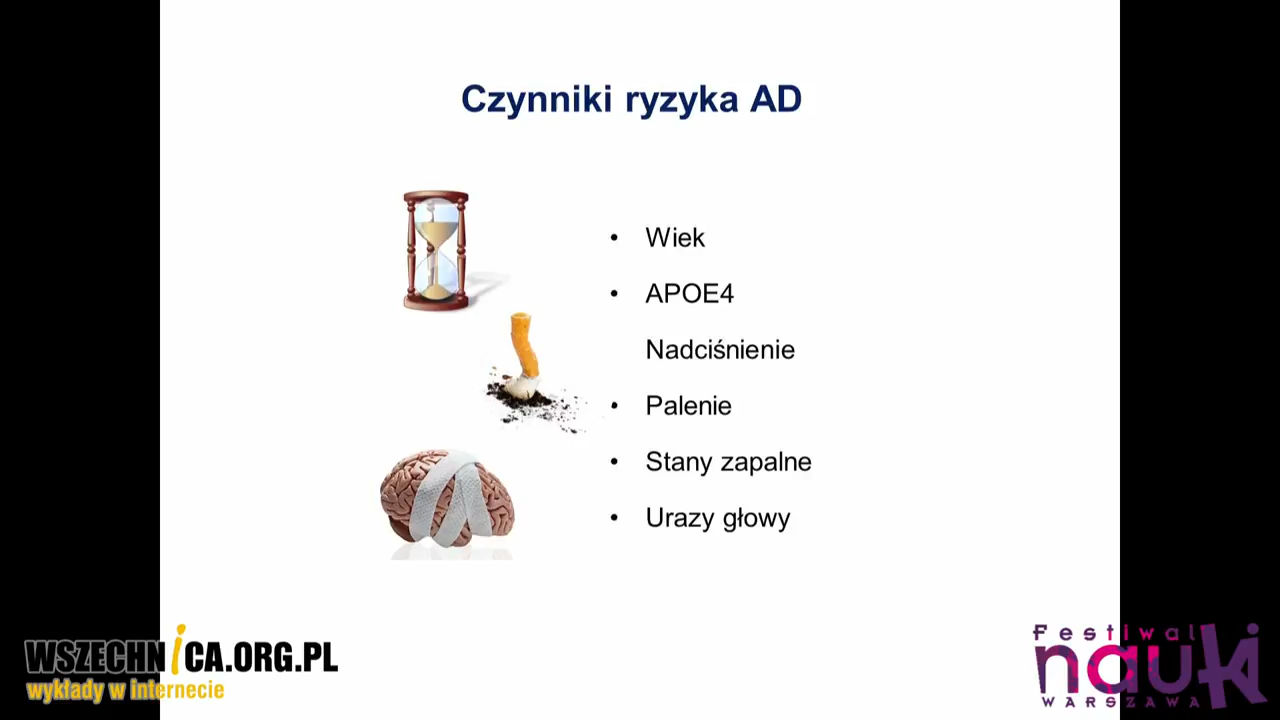 Czynniki ryzyka AD
• Wiek
• APOE4
Nadciśnienie
• Palenie
• Stany zapalne
• Urazy głowy
WSZECHNICA.ORG.PL
wykłady w internecie
Festiwal
nauki
WARSZAWA